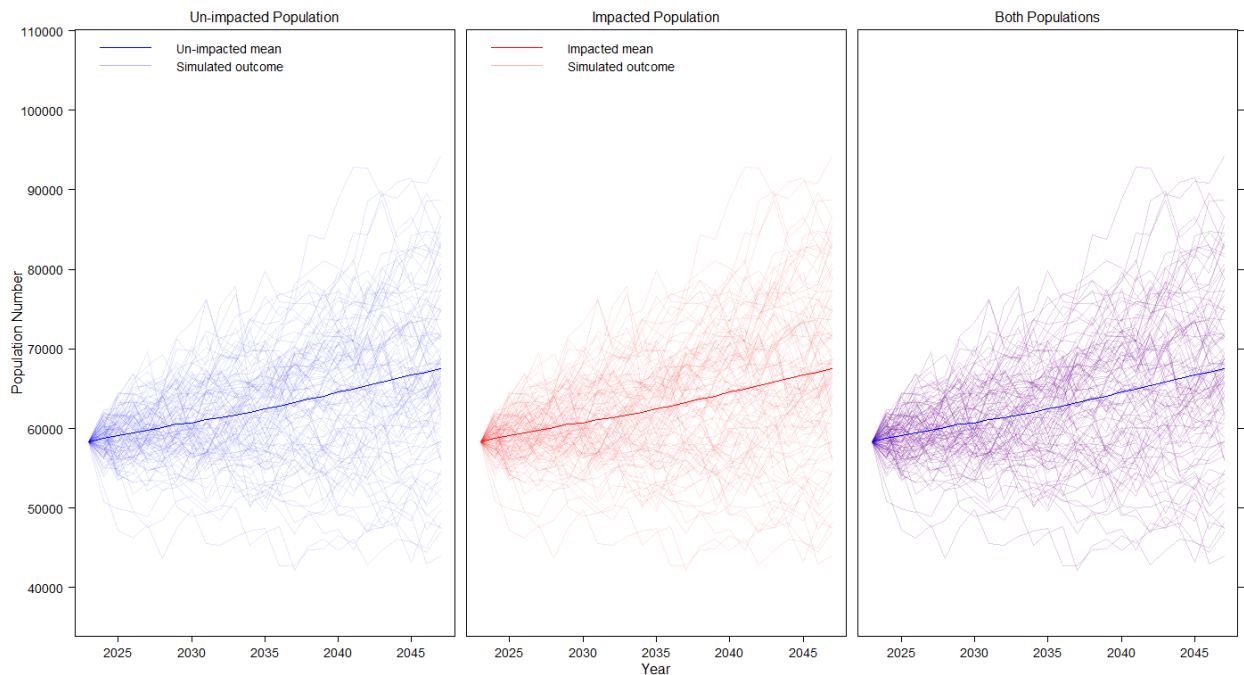 Un-impacted Population
Impacted Population
Both Populations
Un-impacted mean
Simulated outcome
Impacted mean
Simulated outcome
Population Number
110000
100000
90000
80000
70000
60000
50000
40000
2025 2030 2035 2040 2045
2025 2030 2035 2040 2045
2025 2030 2035 2040 2045
Year